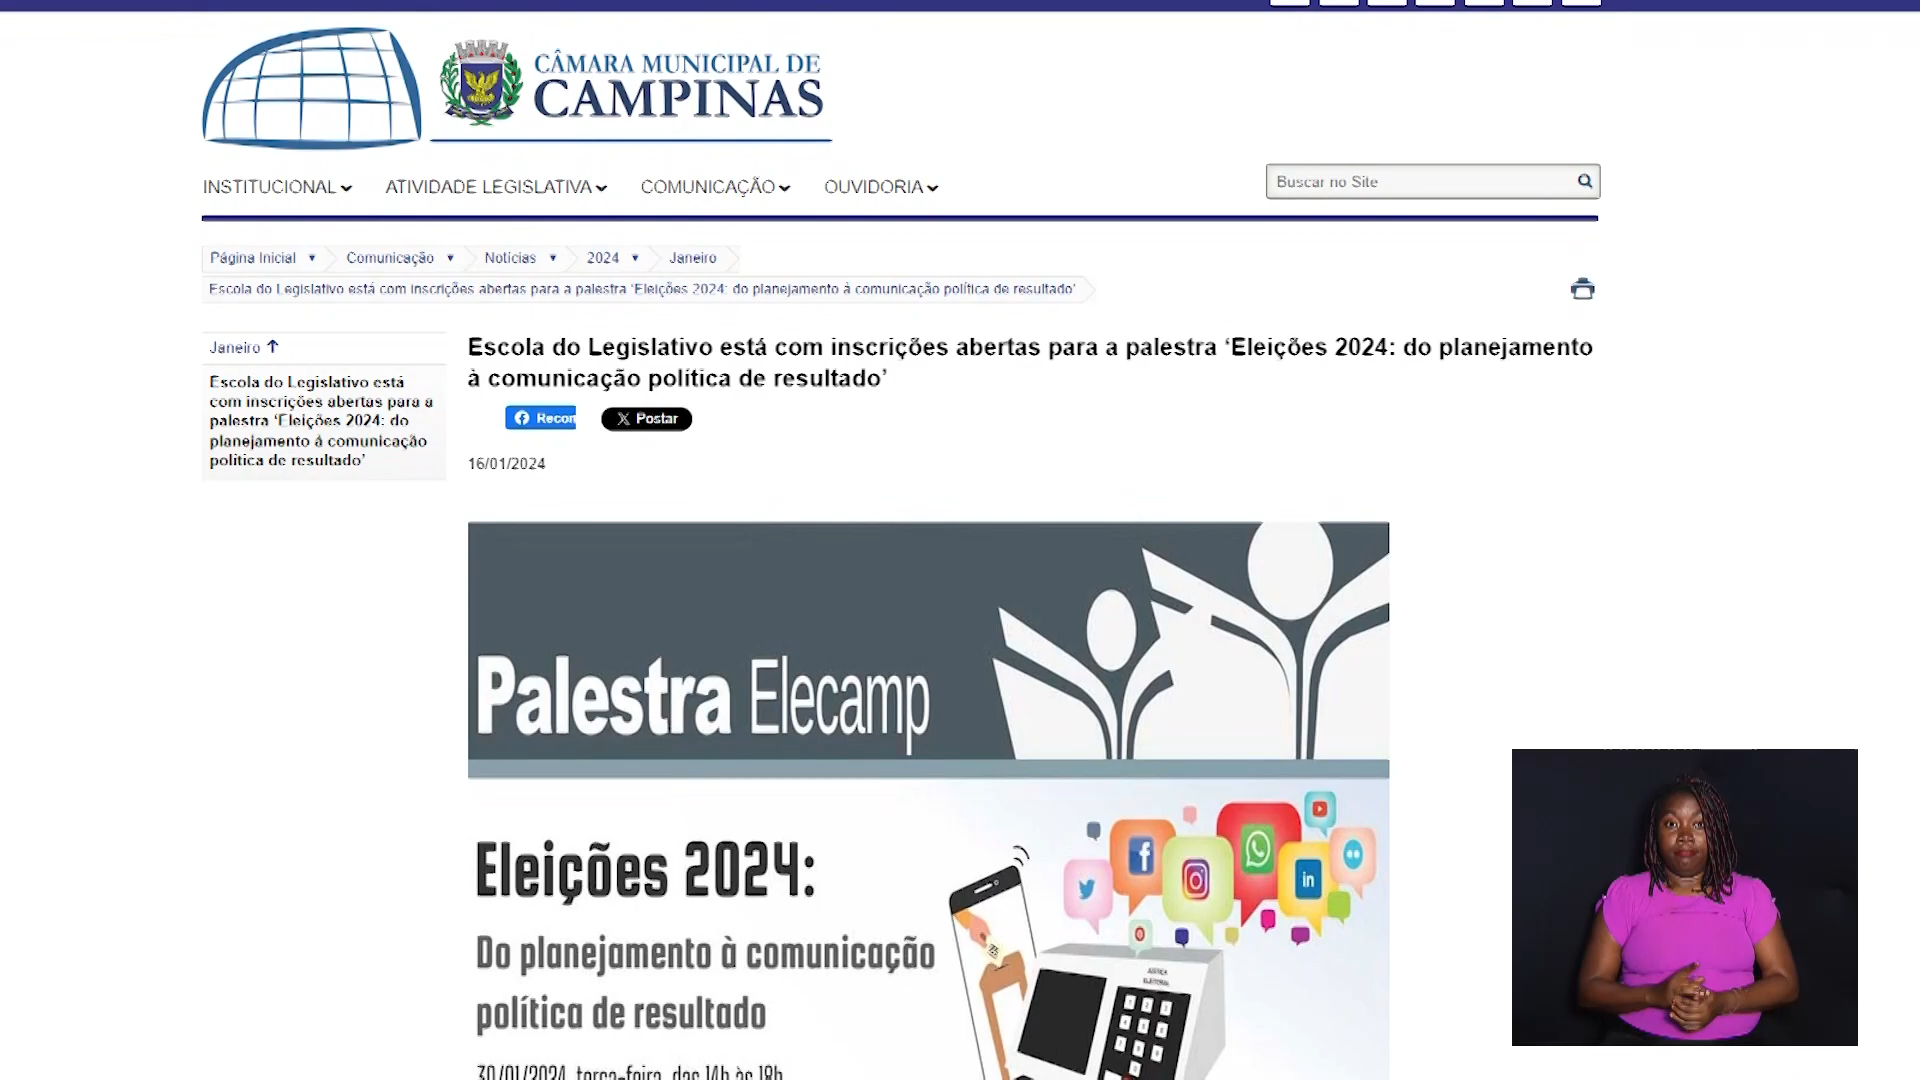 CÂMARA MUNICIPAL DE
CAMPINAS
INSTITUCIONAL ATIVIDADE LEGISLATIVA COMUNICAÇÃO OUVIDORIA
Buscar no Site
Página Inicial Comunicação Notícias 2024 Janeiro
Escola do Legislativo está com inscrições abertas para a palestra ‘Eleições 2024: do planejamento à comunicação política de resultado’
Janeiro
Escola do Legislativo está
com inscrições abertas para a
palestra ‘Eleições 2024: do
planejamento à comunicação
política de resultado’
Escola do Legislativo está com inscrições abertas para a palestra ‘Eleições 2024: do planejamento
à comunicação política de resultado’
Recom
Postar
16/01/2024
Palestra Elecamp
Eleições 2024:
Do planejamento à comunicação
política de resultado
30/01/2024, terça-feira, das 14h às 18h
JUSTIÇA
ELEITORAL